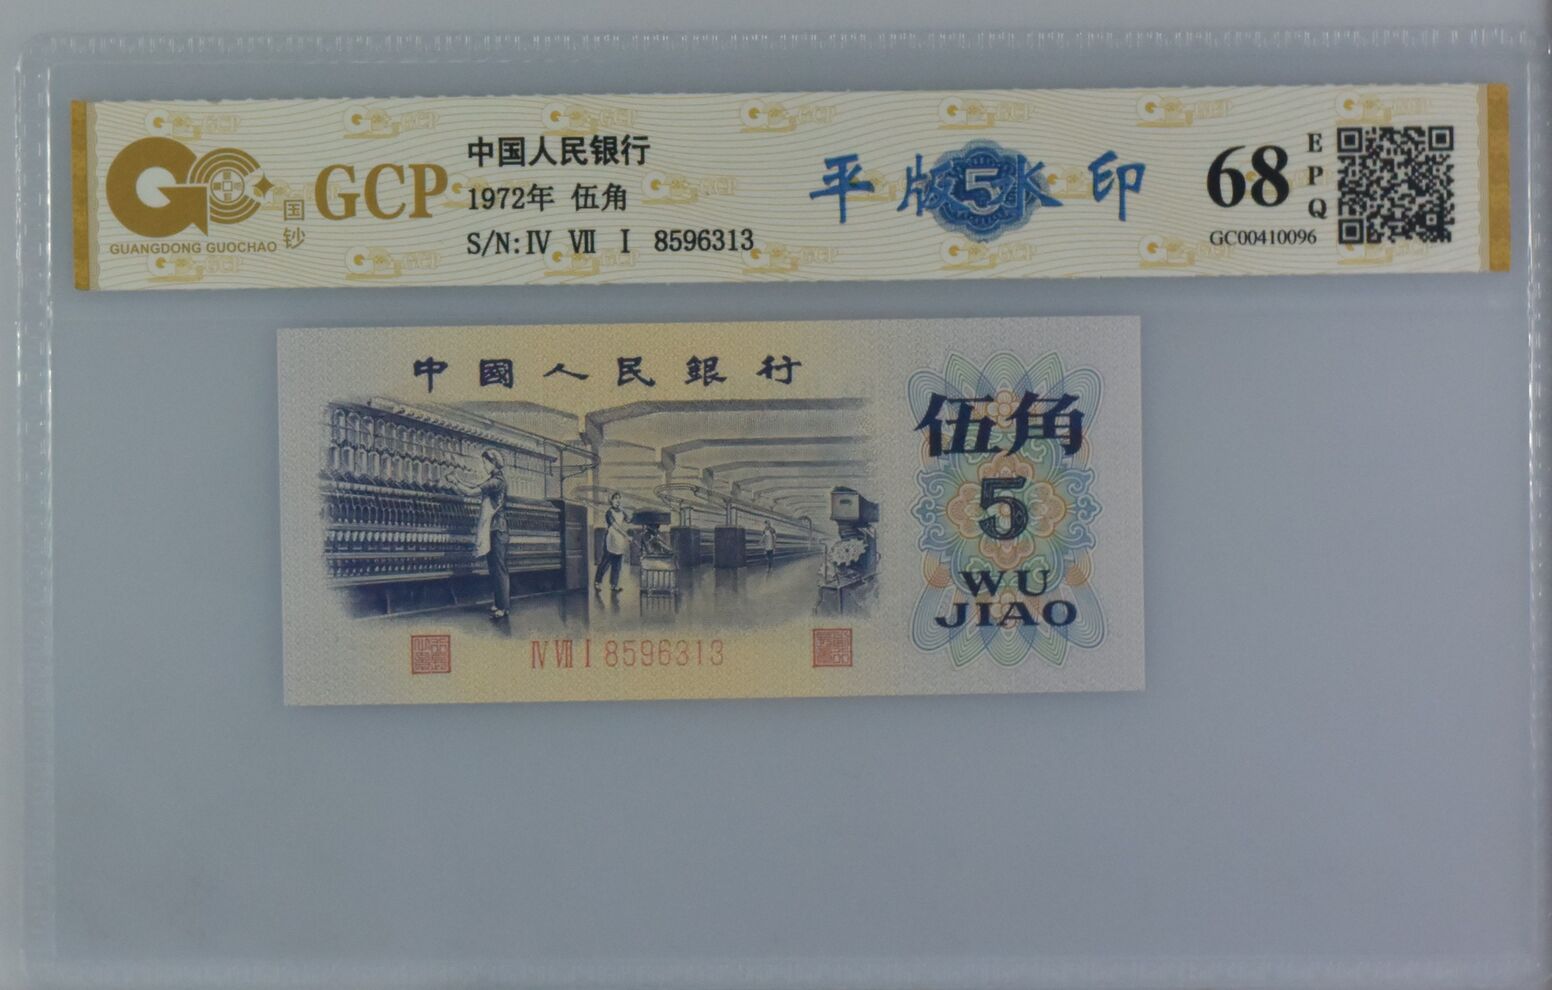 GCP
国钞
GUANGDONG GUOCHAO
中国人民银行
1972年 伍角
S/N:Ⅳ Ⅶ Ⅰ 8596313
平版水印
5
68
EPQ
GC00410096
中國人民銀行
伍角
5
WU
JIAO
Ⅳ Ⅶ Ⅰ 8596313